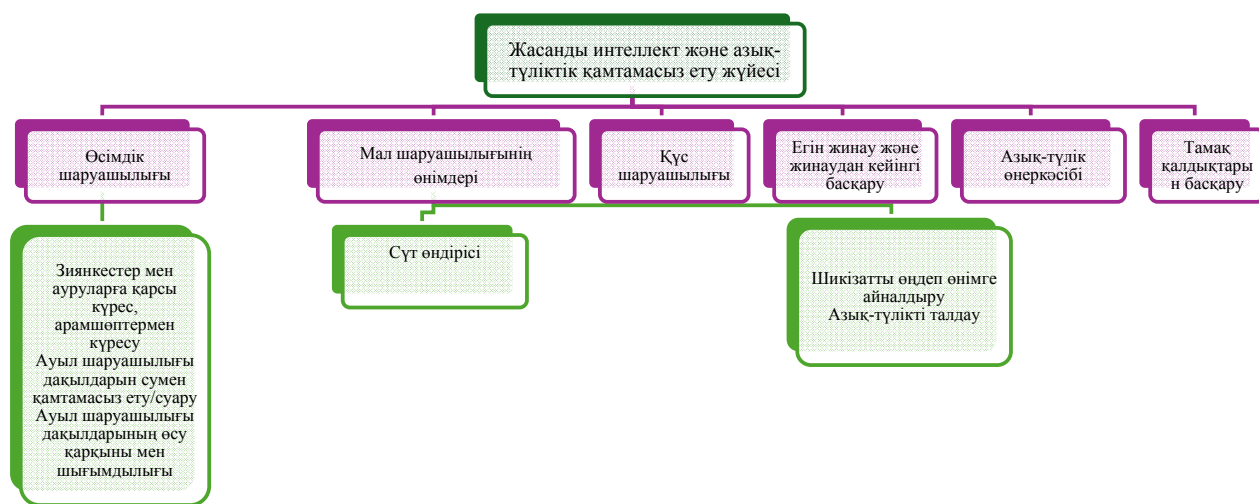 Жасанды интеллект және азық-
түліктік қамтамасыз ету жүйесі
Өсімдік
шаруашылығы
Мал шаруашылығынің
өнімдері
Құс
шаруашылығы
Егін жинау және
жинаудан кейінгі
басқару
Азық-түлік
өнеркәсібі
Тамақ
қалдықтары
н басқару
Зиянкестер мен
ауруларға қарсы
күрес,
арамшөптермен
күресу
Ауыл шаруашылығы
дақылдарын сумен
қамтамасыз ету/суару
Ауыл шаруашылығы
дақылдарының өсу
қарқыны мен
шығымдылығы
Сүт өндірісі
Шикізатты өңдеп өнімге
айналдыру
Азық-түлікті талдау